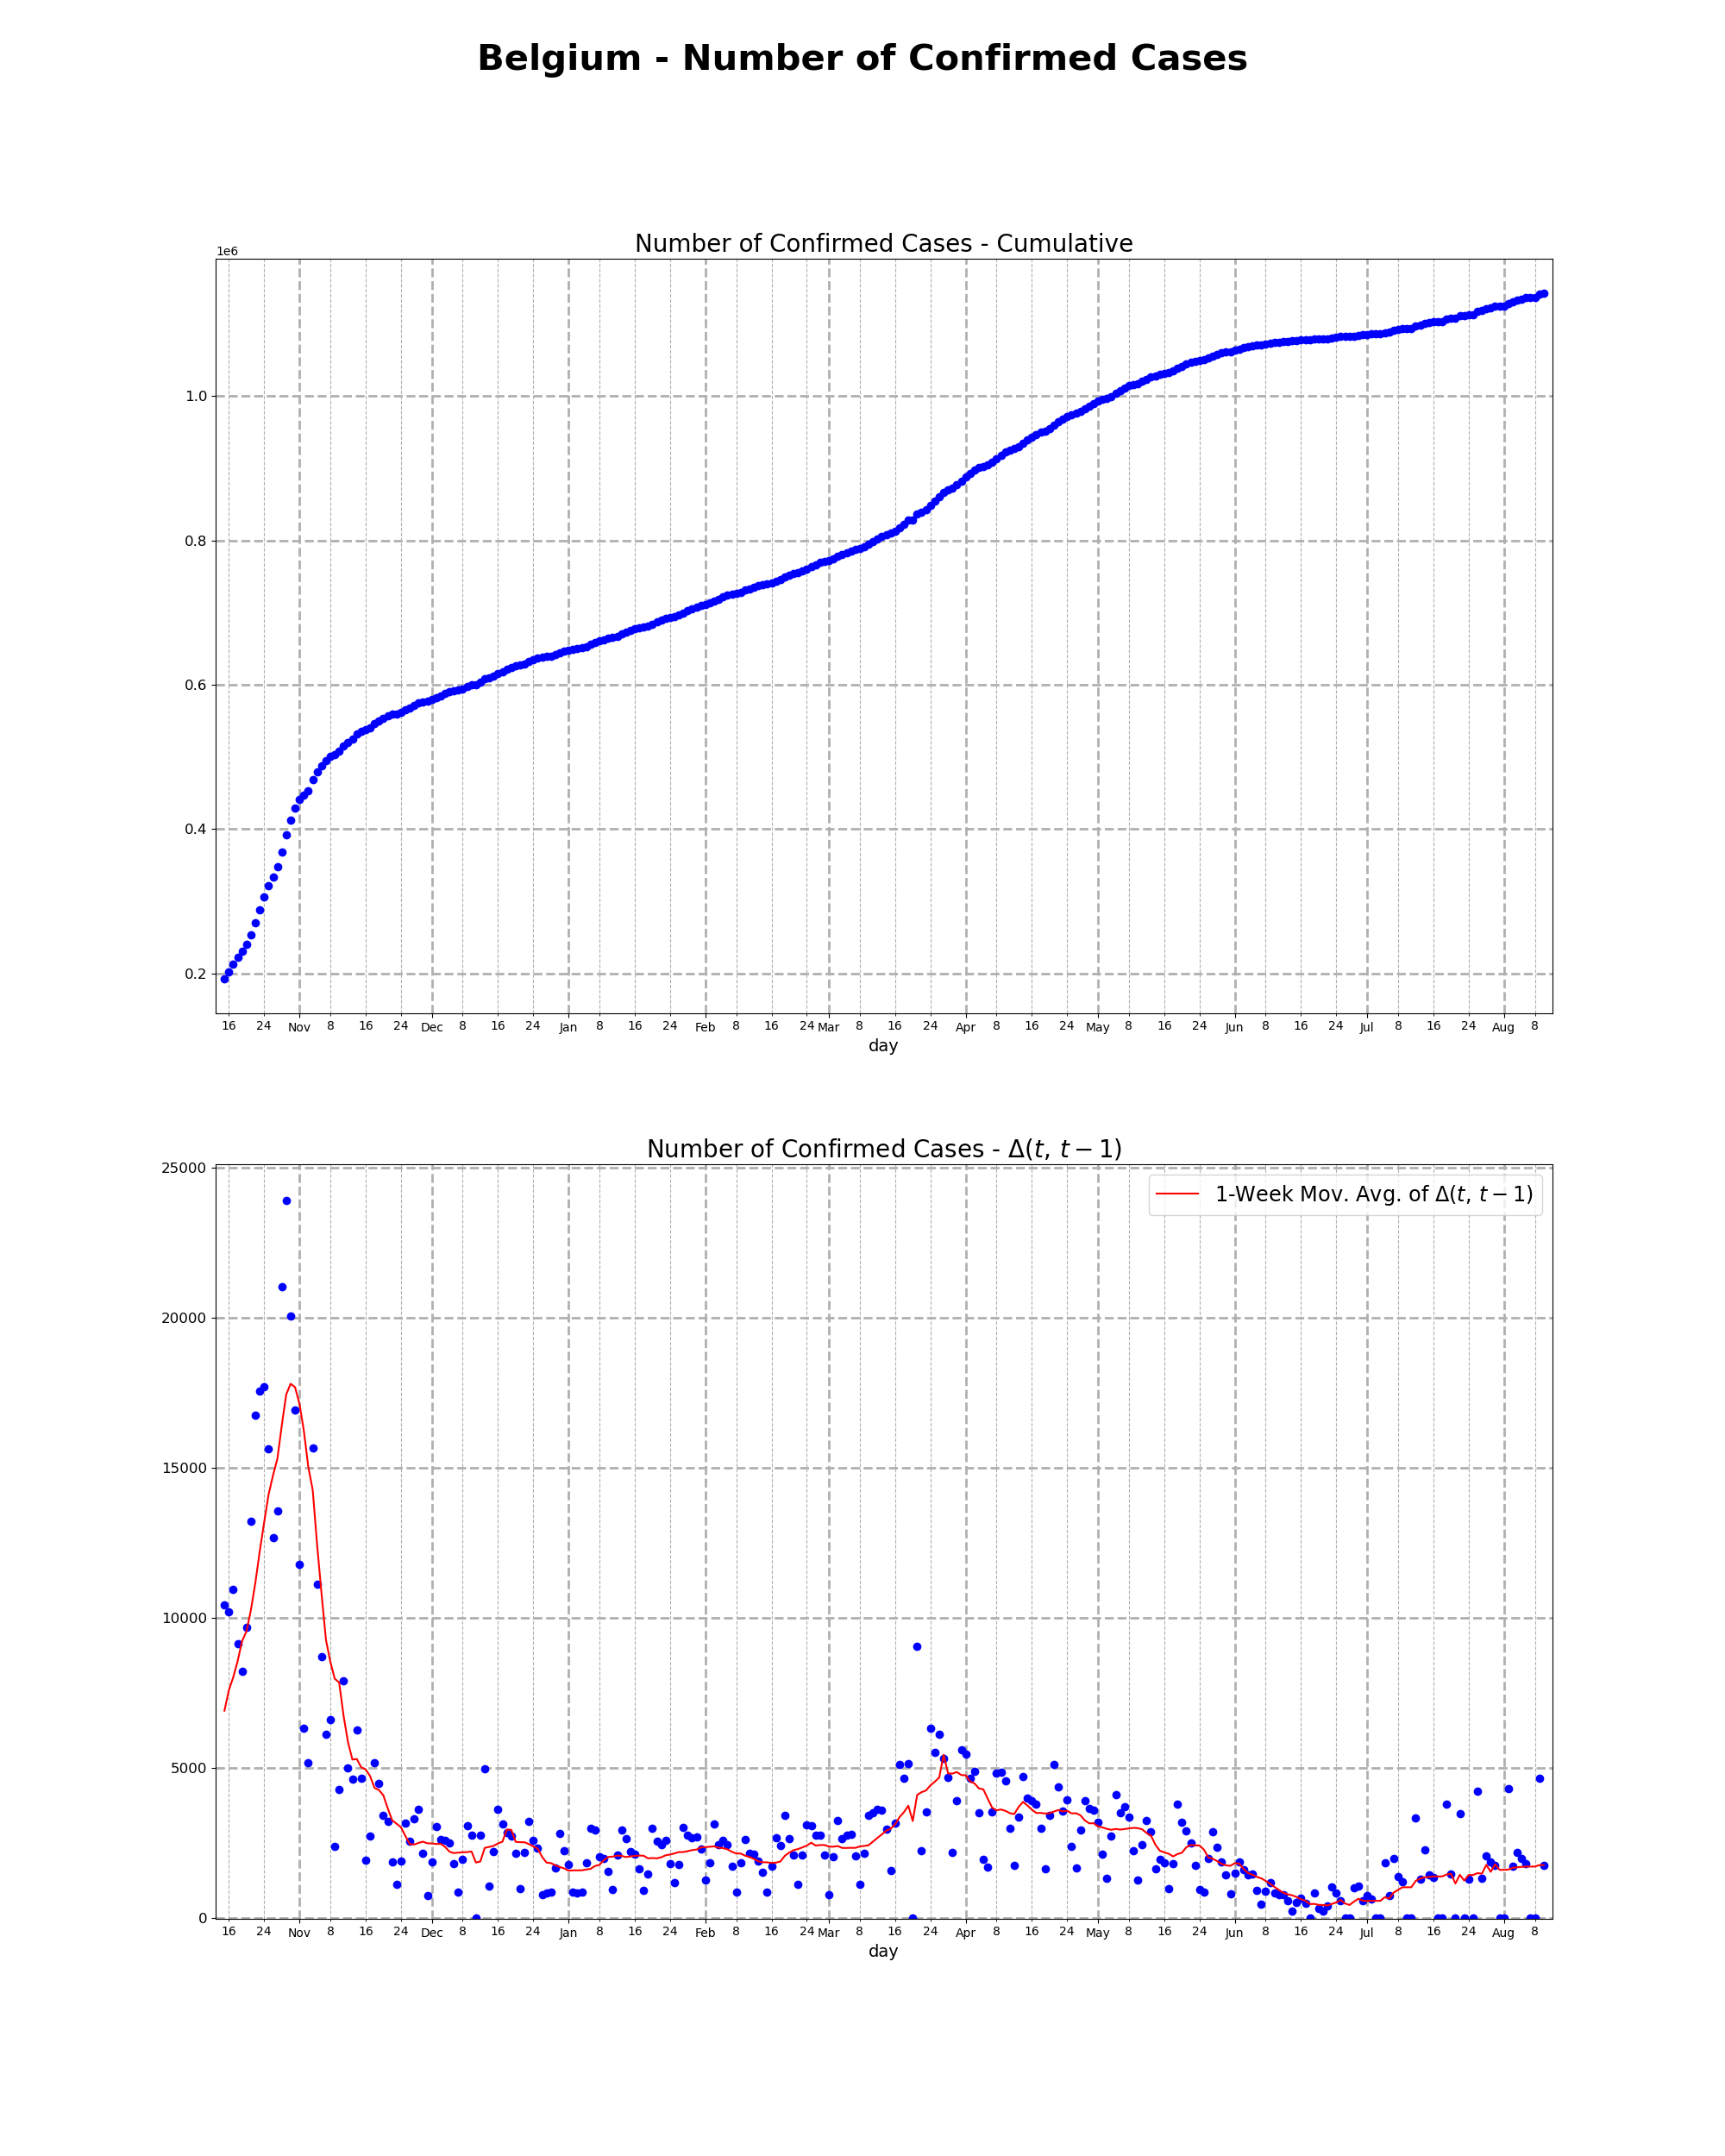 Belgium - Number of Confirmed Cases
Number of Confirmed Cases - Cumulative
1e6
1.0
0.8
0.6
0.4
0.2
16 24 Nov 8 16 24 Dec 8 16 24 Jan 8 16 24 Feb 8 16 24 Mar 8 16 24 Apr 8 16 24 May 8 16 24 Jun 8 16 24 Jul 8 16 24 Aug 8
day
Number of Confirmed Cases - Δ(t, t − 1)
1-Week Mov. Avg. of Δ(t, t − 1)
25000
20000
15000
10000
5000
0
16 24 Nov 8 16 24 Dec 8 16 24 Jan 8 16 24 Feb 8 16 24 Mar 8 16 24 Apr 8 16 24 May 8 16 24 Jun 8 16 24 Jul 8 16 24 Aug 8
day